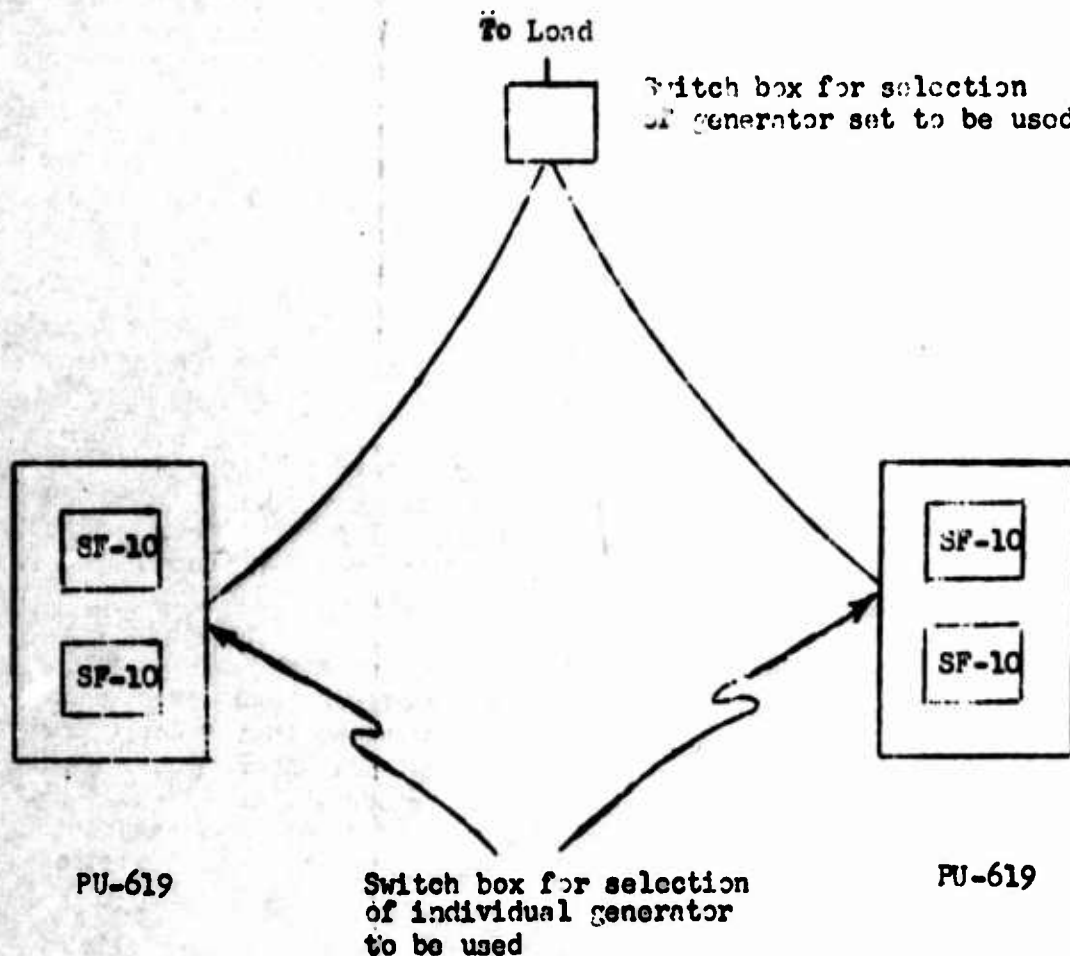 To Load
Switch box for selection
of generator set to be used
SF-10
SF-10
SF-10
SF-10
PU-619
Switch box for selection
of individual generator
to be used
PU-619